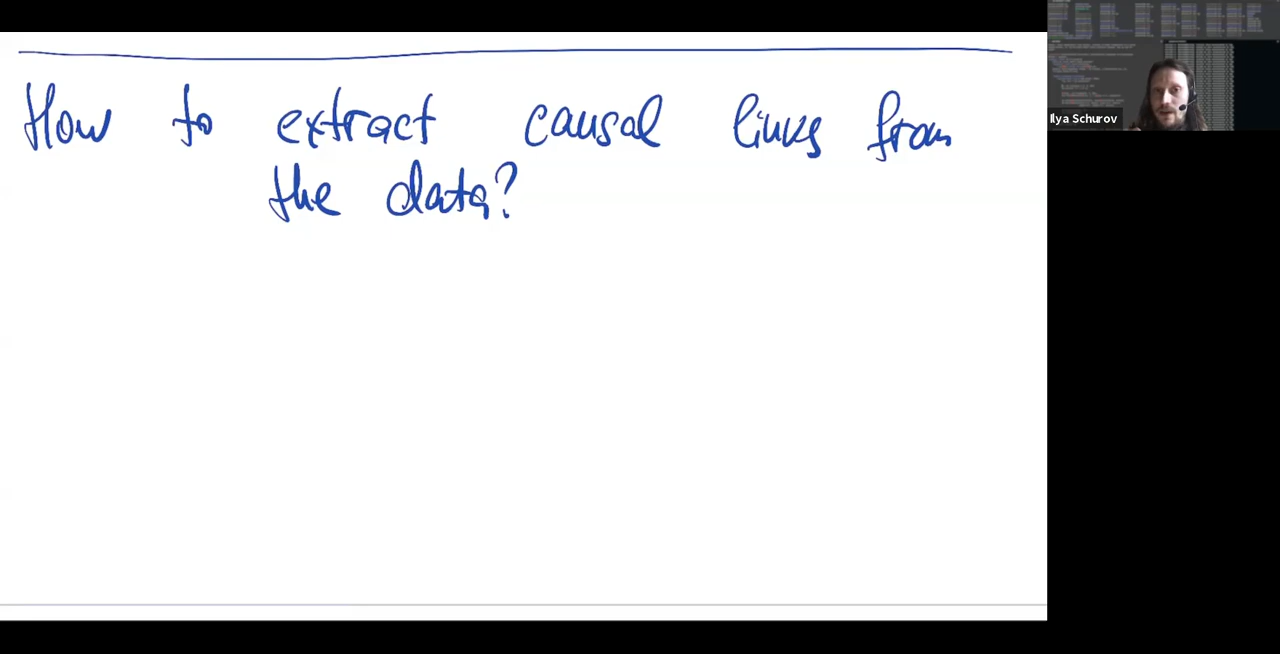 How to extract causal links from
the data?
Ilya Schurov